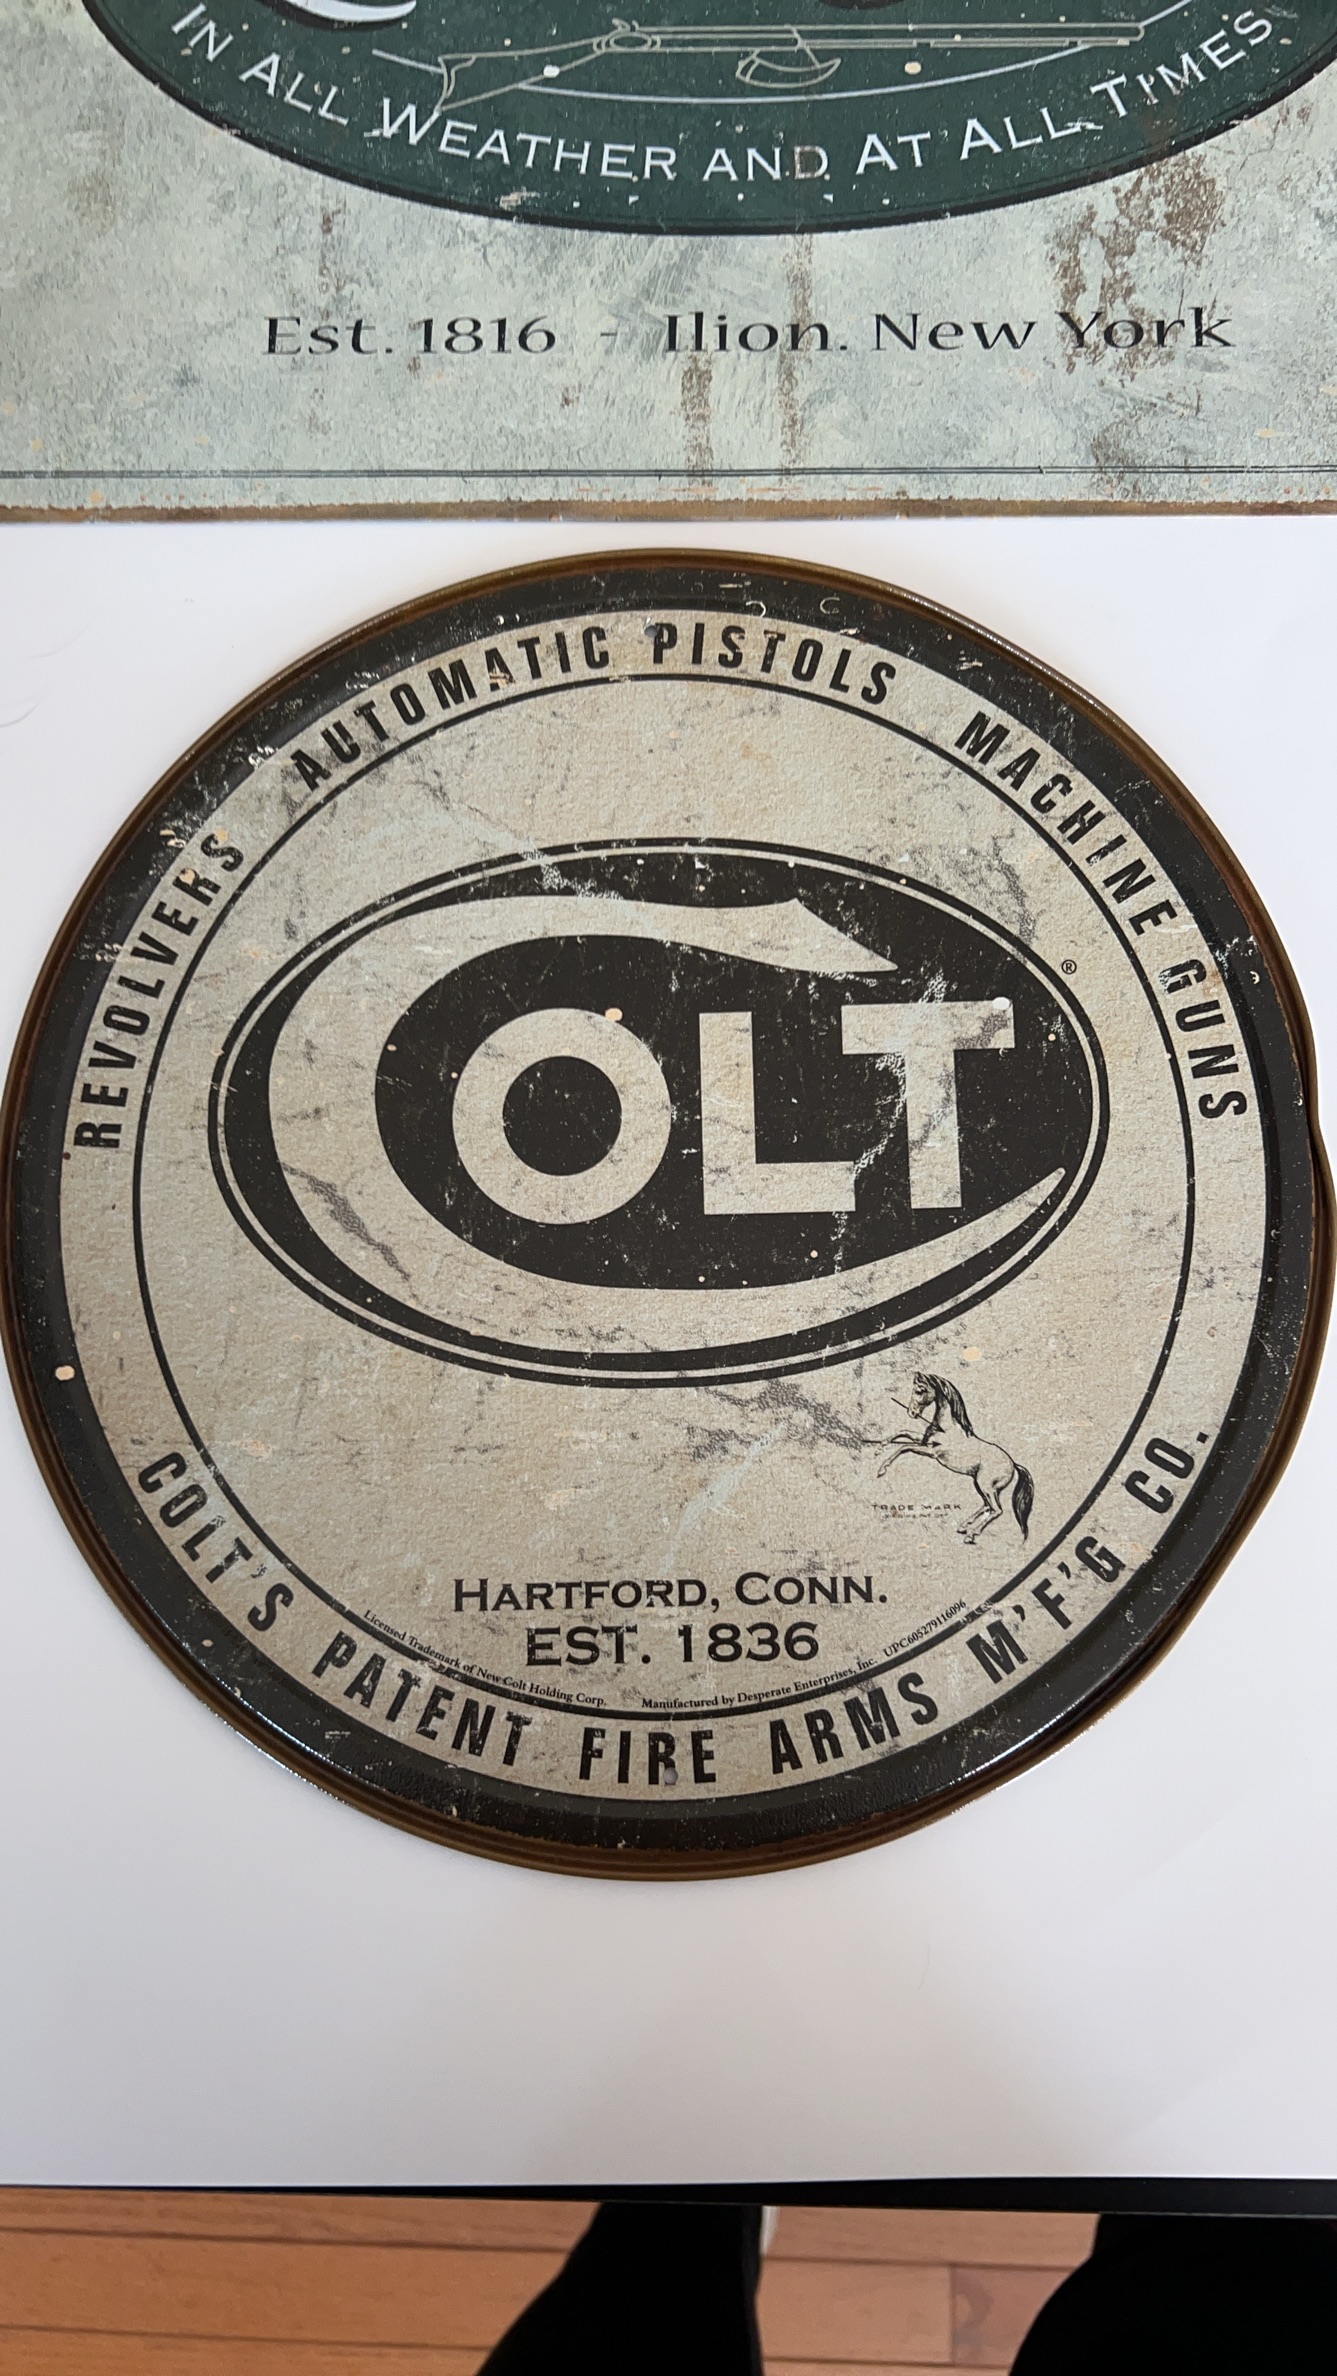 IN ALL WEATHER AND AT ALL TIMES
Est. 1816 - Ilion. New York
REVOLVERS AUTOMATIC PISTOLS MACHINE GUNS
COLT
®
TRADE MARK
HARTFORD, CONN.
EST. 1836
Licensed Trademark of New Colt Holding Corp. Manufactured by Desperate Enterprises, Inc. UPC605279116096
COLT'S PATENT FIRE ARMS M'F'G CO.